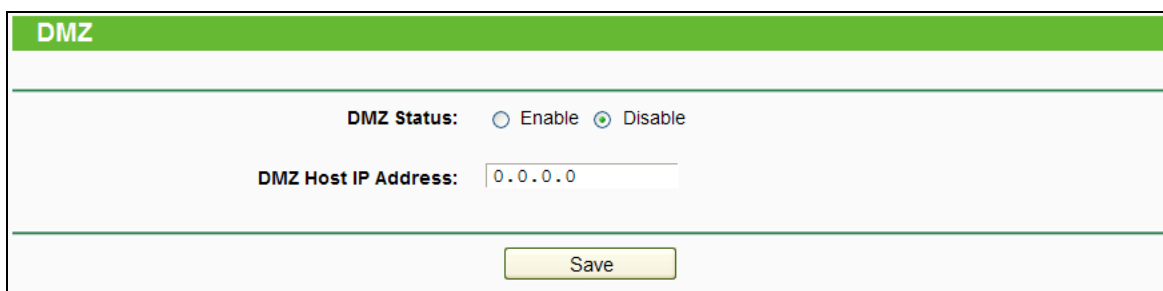 DMZ
DMZ Status: Enable Disable
DMZ Host IP Address: 0.0.0.0
Save